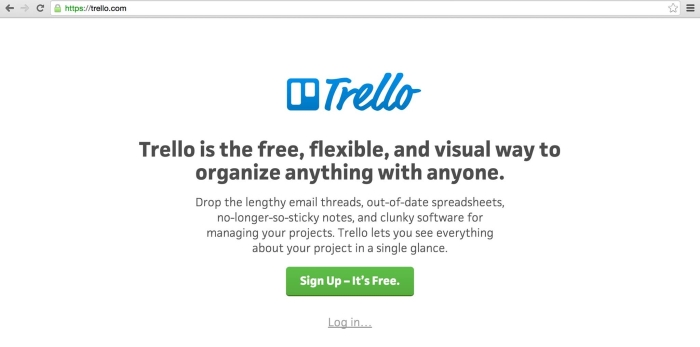 https://trello.com
Trello
Trello is the free, flexible, and visual way to
organize anything with anyone.
Drop the lengthy email threads, out-of-date spreadsheets,
no-longer-so-sticky notes, and clunky software for
managing your projects. Trello lets you see everything
about your project in a single glance.
Sign Up – It's Free.
Log in...